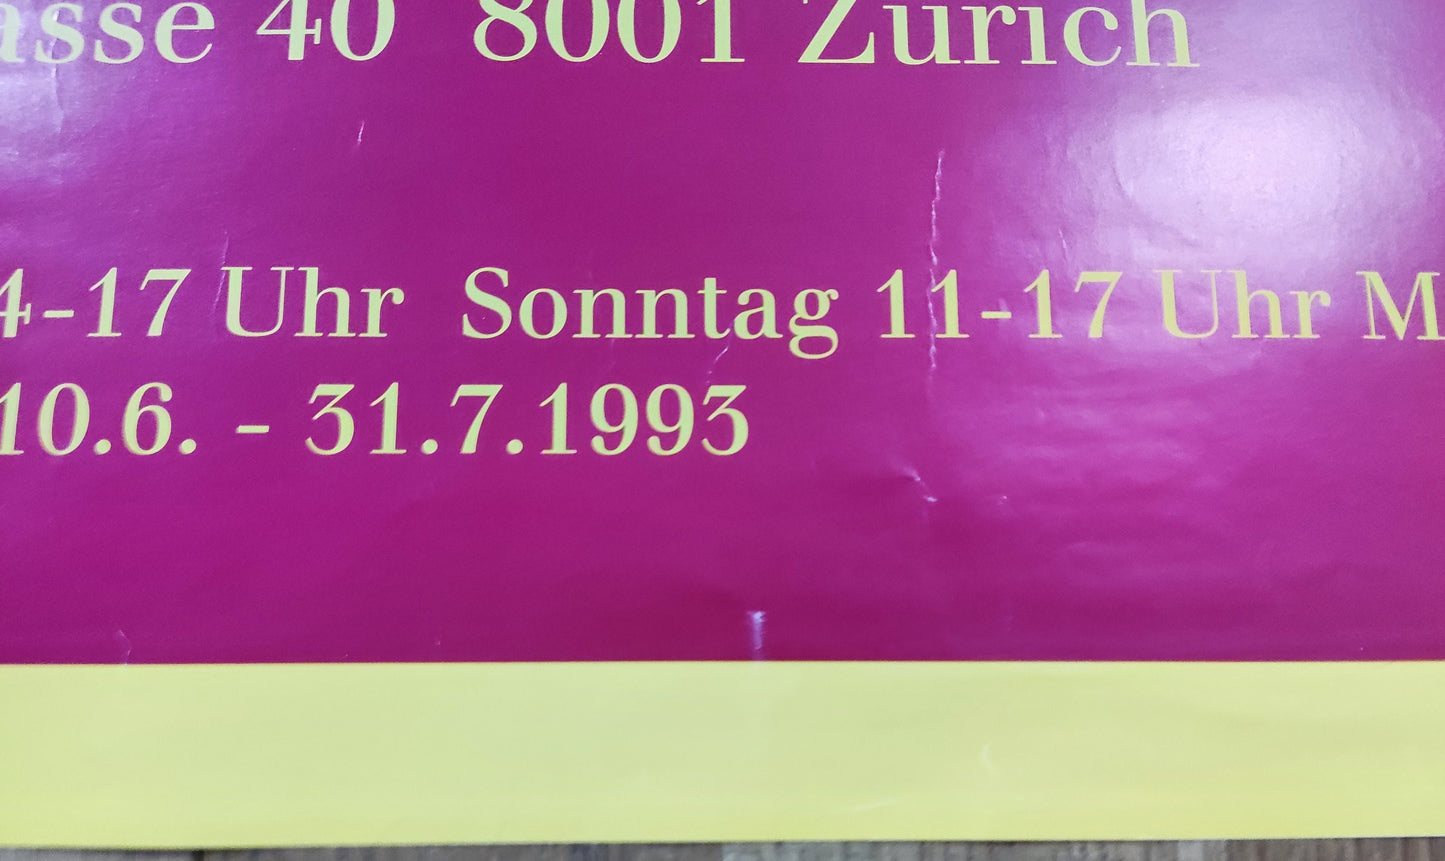 asse 40 8001 Zürich
4-17 Uhr Sonntag 11-17 Uhr M
10.6. - 31.7.1993